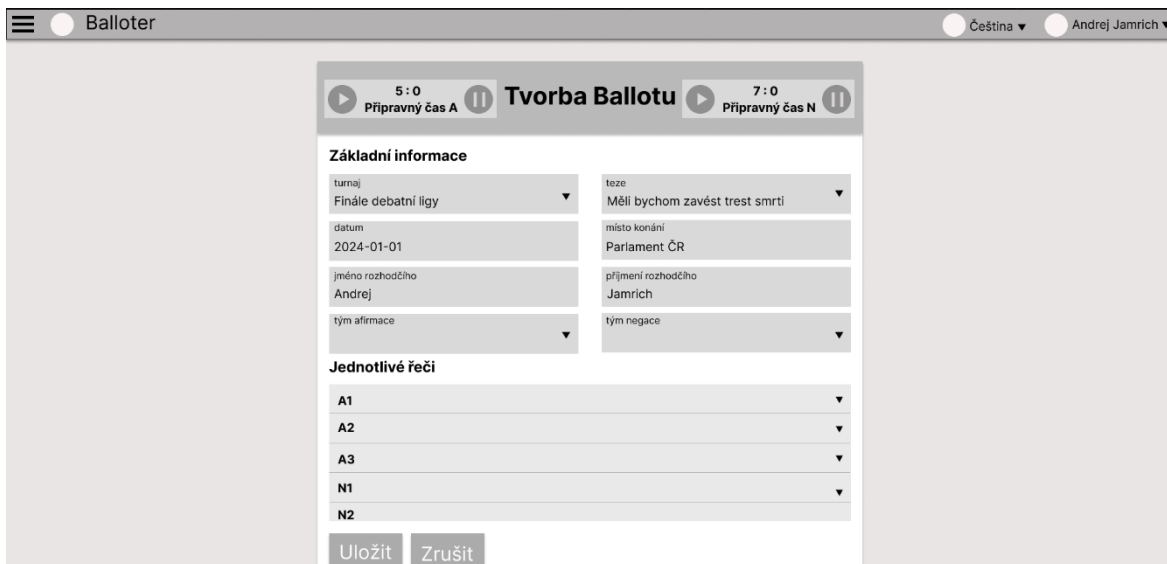 Balloter
Čeština
Andrej Jamrich
5 : 0
Přípravný čas A
Tvorba Ballotu
7 : 0
Přípravný čas N
Základní informace
turnaj
Finále debatní ligy
teze
Měli bychom zavést trest smrti
datum
2024-01-01
místo konání
Parlament ČR
jméno rozhodčího
Andrej
příjmení rozhodčího
Jamrich
tým afirmace
tým negace
Jednotlivé řeči
A1
A2
A3
N1
N2
Uložit
Zrušit